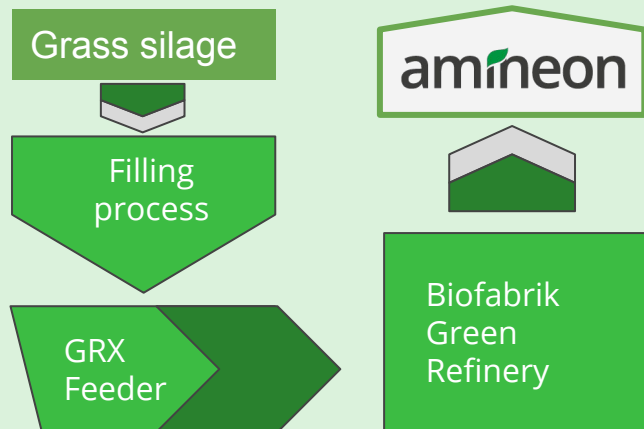 Grass silage
Filling
process
GRX
Feeder
Biofabrik
Green
Refinery
amineon